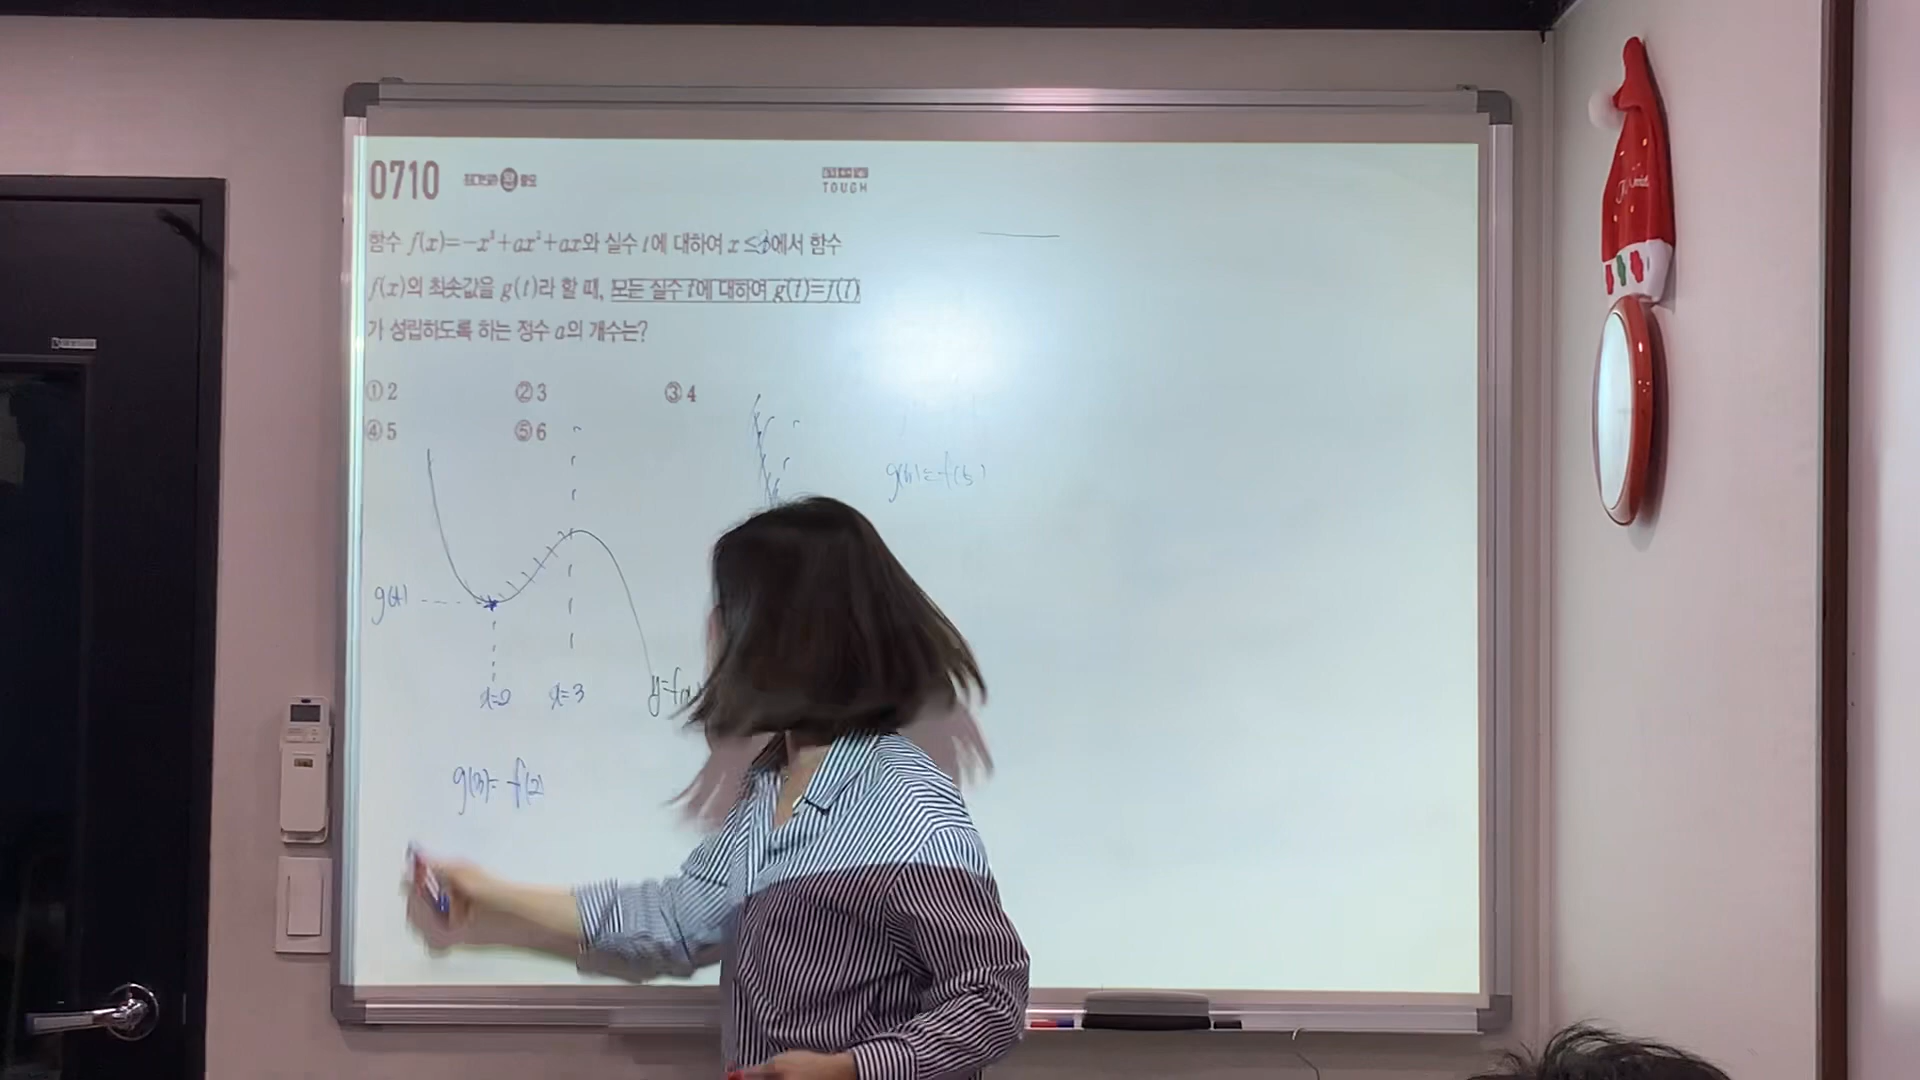 0710
TOUGH
함수 f(x)=-x³+ax²+ax와 실수 t에 대하여 x≤3에서 함수
f(x)의 최솟값을 g(t)라 할 때, 모든 실수 t에 대하여 g(t)=f(t)
가 성립하도록 하는 정수 a의 개수는?
① 2 ② 3 ③ 4
④ 5 ⑤ 6
g(5)=f(5)
g(t)
x=2 x=3 y=f(x
g(3)=f(2)